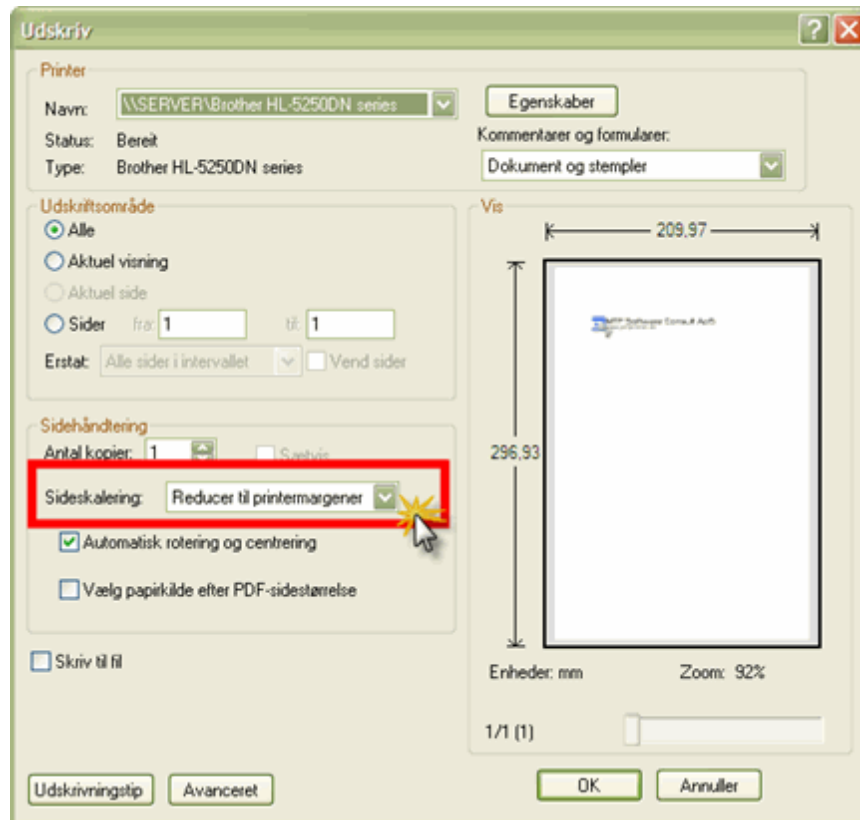 Udskriv
Printer
Navn: \\SERVER\Brother HL-5250DN series
Egenskaber
Status: Bereit
Kommentarer og formularer:
Type: Brother HL-5250DN series
Dokument og stempler
Udskriftsområde
Alle
Aktuel visning
Aktuel side
Sider fra: 1 til: 1
Erstat: Alle sider i intervallet Vend sider
Vis
209,97
296,93
Sidehåndtering
Antal kopier: 1 Sætvis
Sideskalering: Reducer til printermargener
Automatisk rotering og centrering
Vælg papirkilde efter PDF-sidestørrelse
Skriv til fil
Enheder: mm Zoom: 92%
1/1 (1)
Udskrivningstip Avanceret OK Annuller